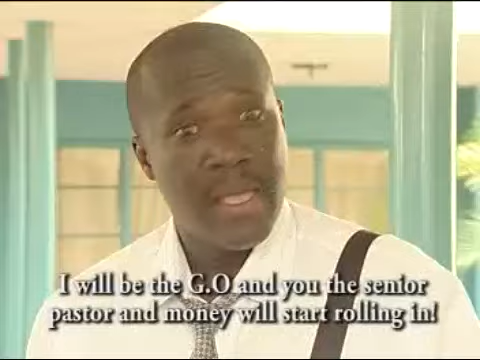 I will be the G.O and you the senior
pastor and money will start rolling in!